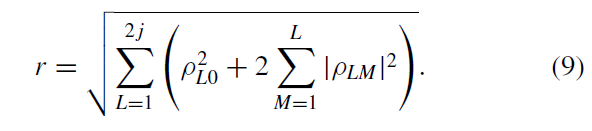 r = \sqrt{\sum_{L=1}^{2j} \left( \rho_{L0}^2 + 2 \sum_{M=1}^{L} |\rho_{LM}|^2 \right)}. (9)